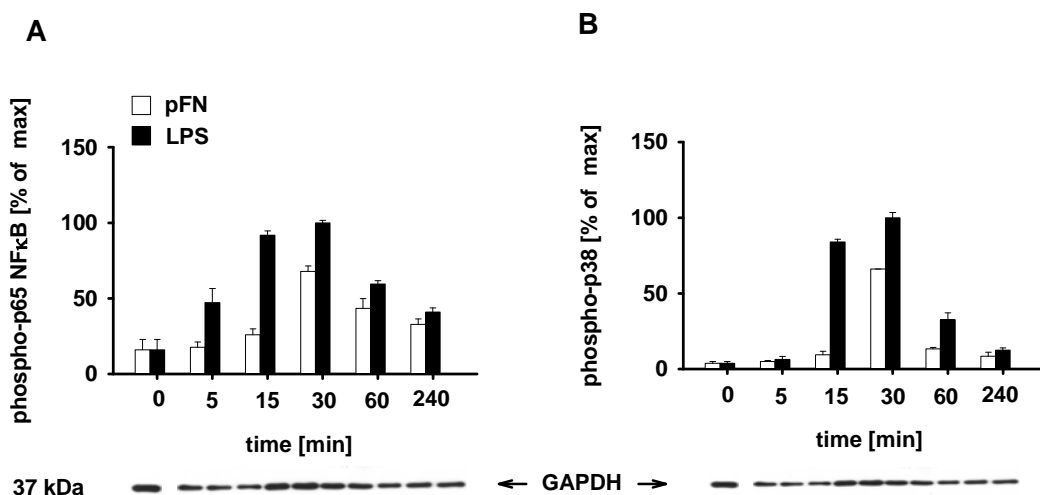 A
phospho-p65 NFκB [% of max]
pFN
LPS
150
100
50
0
0 5 15 30 60 240
time [min]
B
phospho-p38 [% of max]
150
100
50
0
0 5 15 30 60 240
time [min]
37 kDa ← GAPDH →